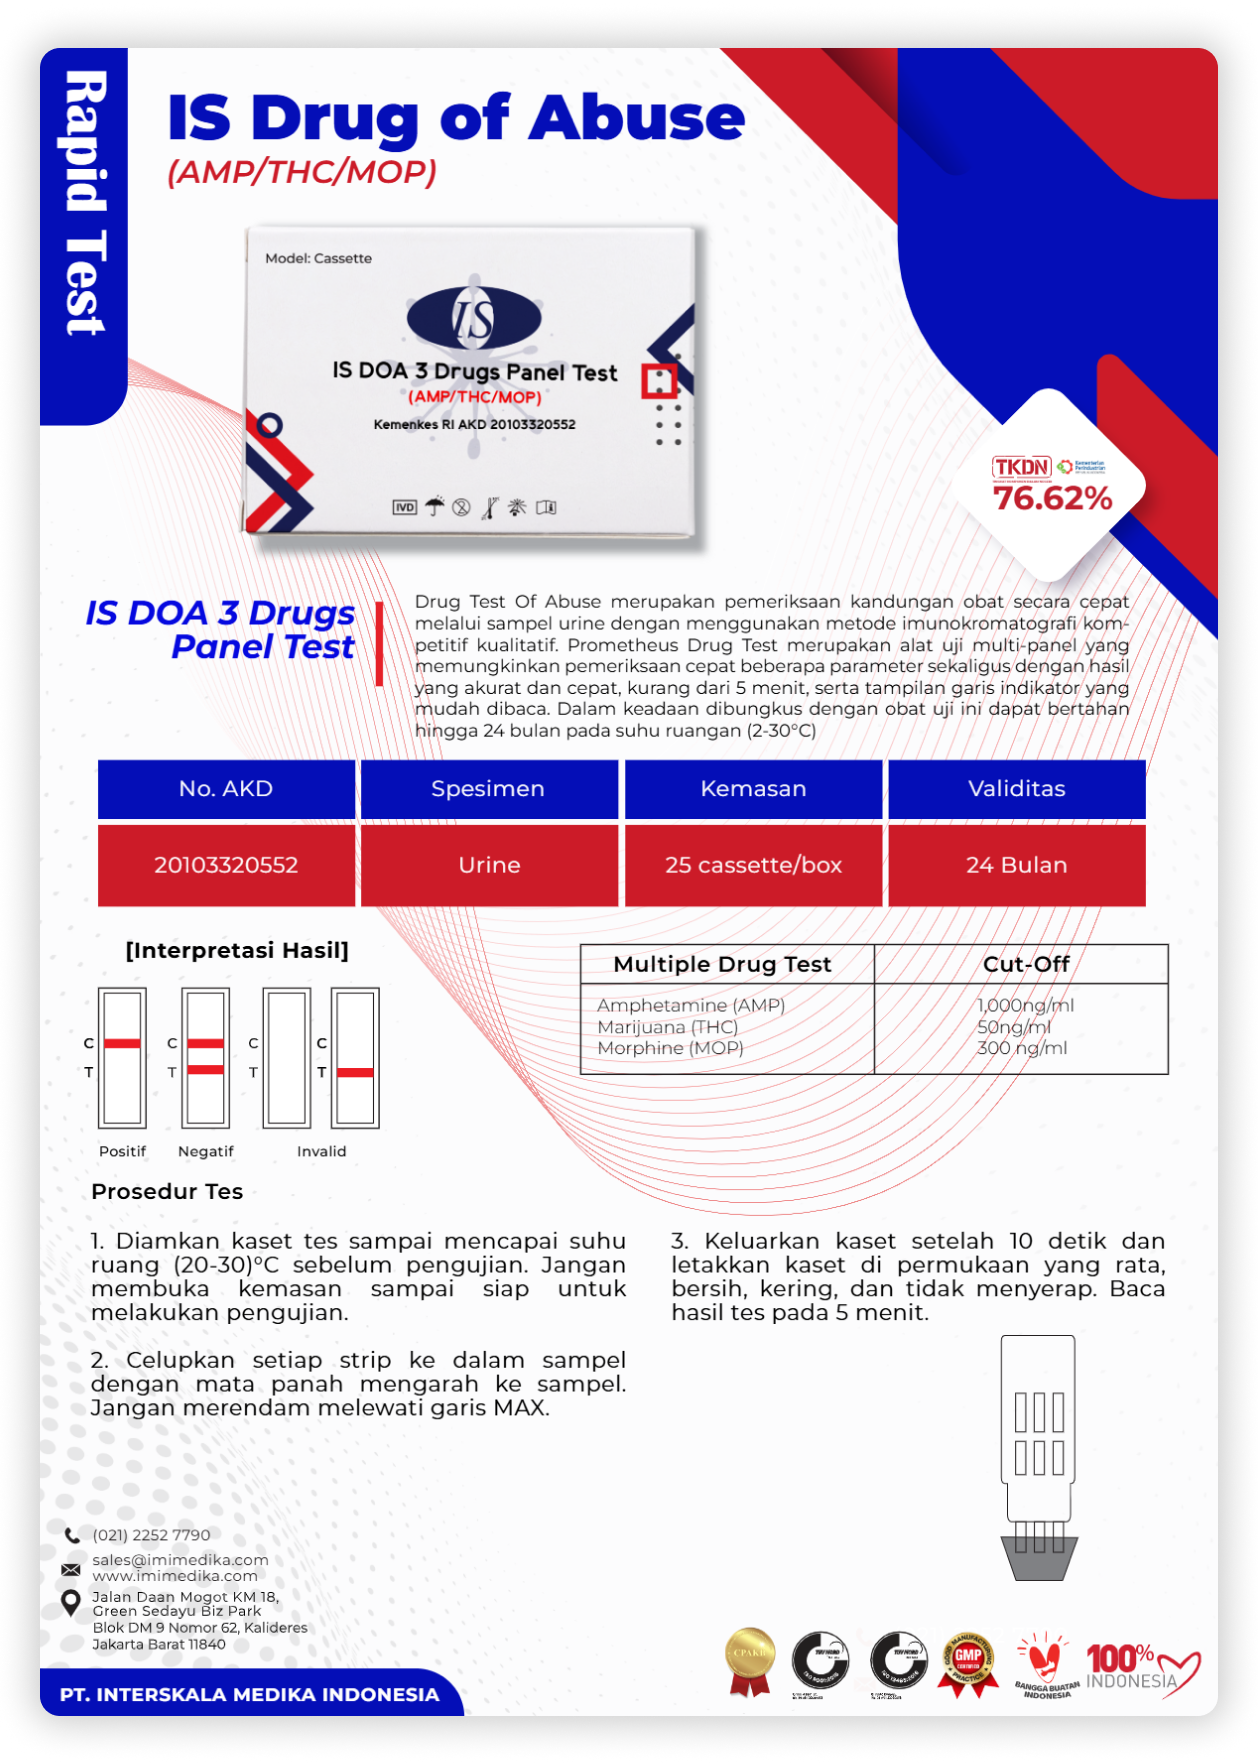 Rapid Test
IS Drug of Abuse
(AMP/THC/MOP)
Model: Cassette
IS
IS DOA 3 Drugs Panel Test
(AMP/THC/MOP)
Kemenkes RI AKD 20103320552
IVD
TKDN
Kementerian
Perindustrian
76.62%
IS DOA 3 Drugs
Panel Test
Drug Test Of Abuse merupakan pemeriksaan kandungan obat secara cepat
melalui sampel urine dengan menggunakan metode imunokromatografi kom-
petitif kualitatif. Prometheus Drug Test merupakan alat uji multi-panel yang
memungkinkan pemeriksaan cepat beberapa parameter sekaligus dengan hasil
yang akurat dan cepat, kurang dari 5 menit, serta tampilan garis indikator yang
mudah dibaca. Dalam keadaan dibungkus dengan obat uji ini dapat bertahan
hingga 24 bulan pada suhu ruangan (2-30°C)
No. AKD Spesimen Kemasan Validitas
20103320552 Urine 25 cassette/box 24 Bulan
[Interpretasi Hasil]
C C C C
T T T T
Positif Negatif Invalid
Multiple Drug Test Cut-Off
Amphetamine (AMP) 1,000ng/ml
Marijuana (THC) 50ng/ml
Morphine (MOP) 300 ng/ml
Prosedur Tes
1. Diamkan kaset tes sampai mencapai suhu
ruang (20-30)°C sebelum pengujian. Jangan
membuka kemasan sampai siap untuk
melakukan pengujian.
2. Celupkan setiap strip ke dalam sampel
dengan mata panah mengarah ke sampel.
Jangan merendam melewati garis MAX.
3. Keluarkan kaset setelah 10 detik dan
letakkan kaset di permukaan yang rata,
bersih, kering, dan tidak menyerap. Baca
hasil tes pada 5 menit.
(021) 2252 7790
sales@imimedika.com
www.imimedika.com
Jalan Daan Mogot KM 18,
Green Sedayu Biz Park
Blok DM 9 Nomor 62, Kalideres
Jakarta Barat 11840
PT. INTERSKALA MEDIKA INDONESIA
CPAKB
GOOD MANUFACTURING
GMP
PRACTICE
BANGGA BUATAN
INDONESIA
100%
INDONESIA